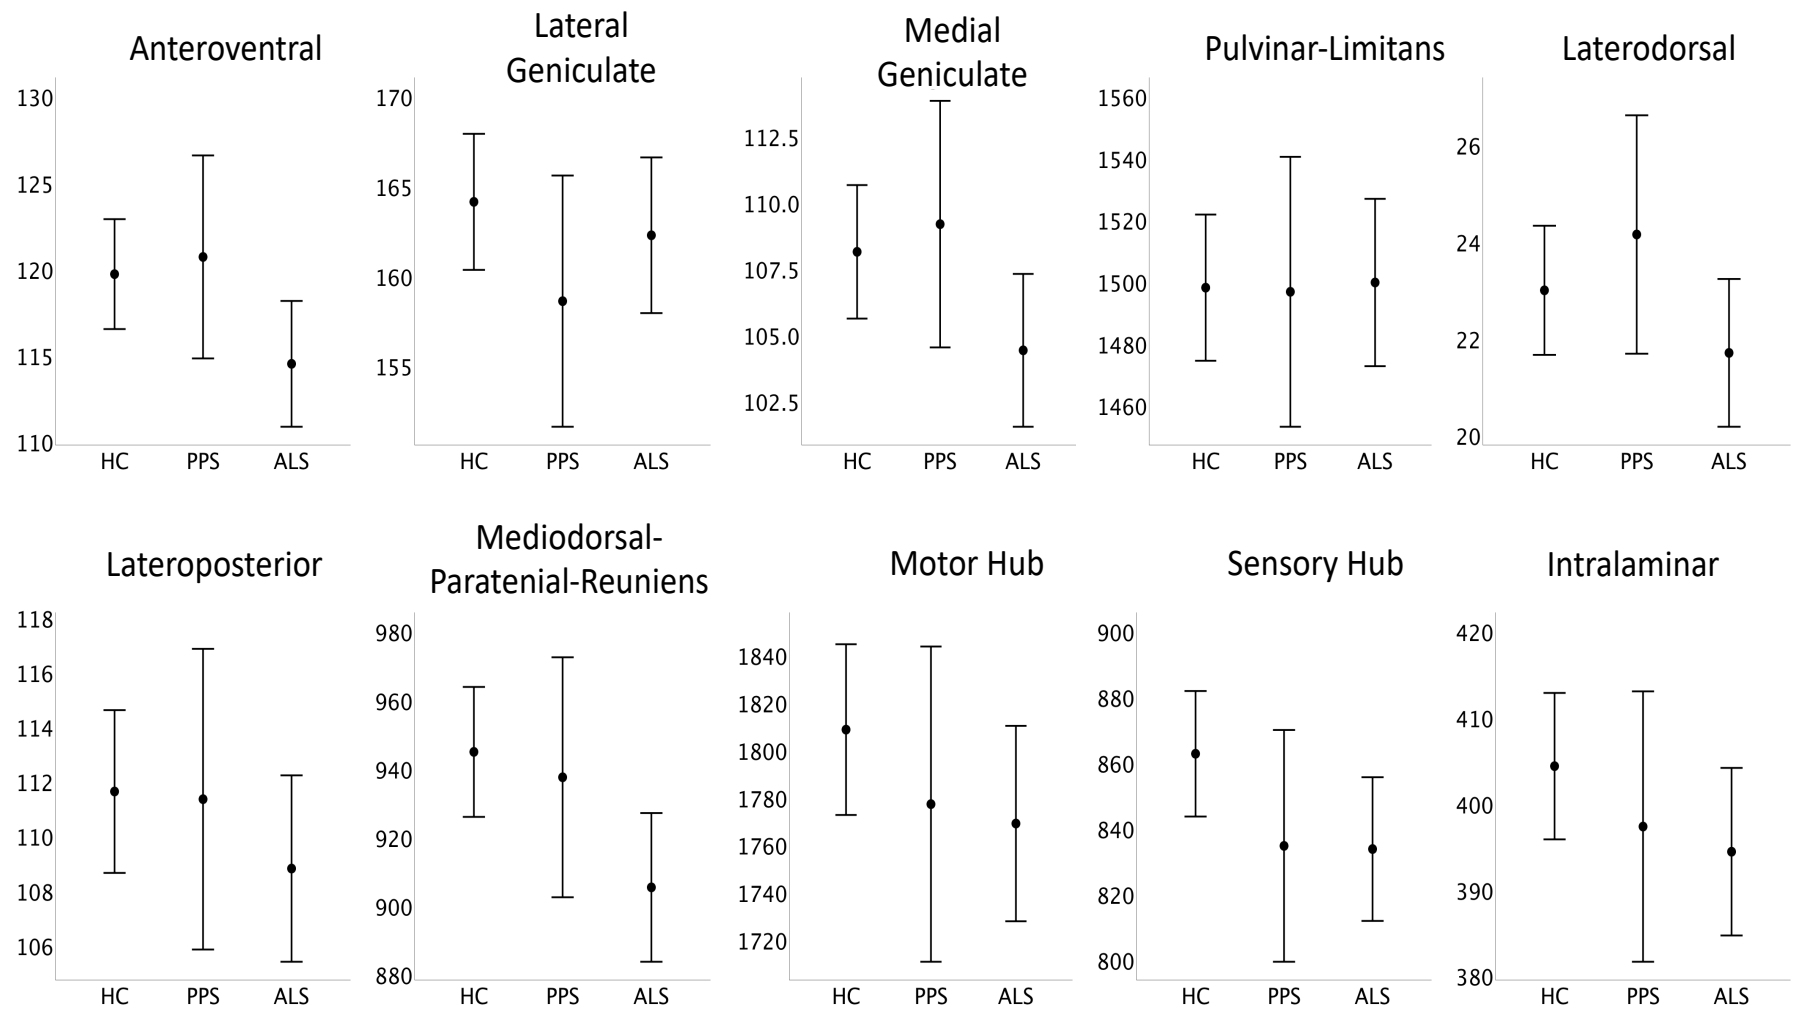 Anteroventral
130
125
120
115
110
HC PPS ALS
Lateral
Geniculate
170
165
160
155
HC PPS ALS
Medial
Geniculate
112.5
110.0
107.5
105.0
102.5
HC PPS ALS
Pulvinar-Limitans
1560
1540
1520
1500
1480
1460
HC PPS ALS
Laterodorsal
26
24
22
20
HC PPS ALS
Lateroposterior
118
116
114
112
110
108
106
HC PPS ALS
Mediodorsal-
Paratenial-Reuniens
980
960
940
920
900
880
HC PPS ALS
Motor Hub
1840
1820
1800
1780
1760
1740
1720
HC PPS ALS
Sensory Hub
900
880
860
840
820
800
HC PPS ALS
Intralaminar
420
410
400
390
380
HC PPS ALS